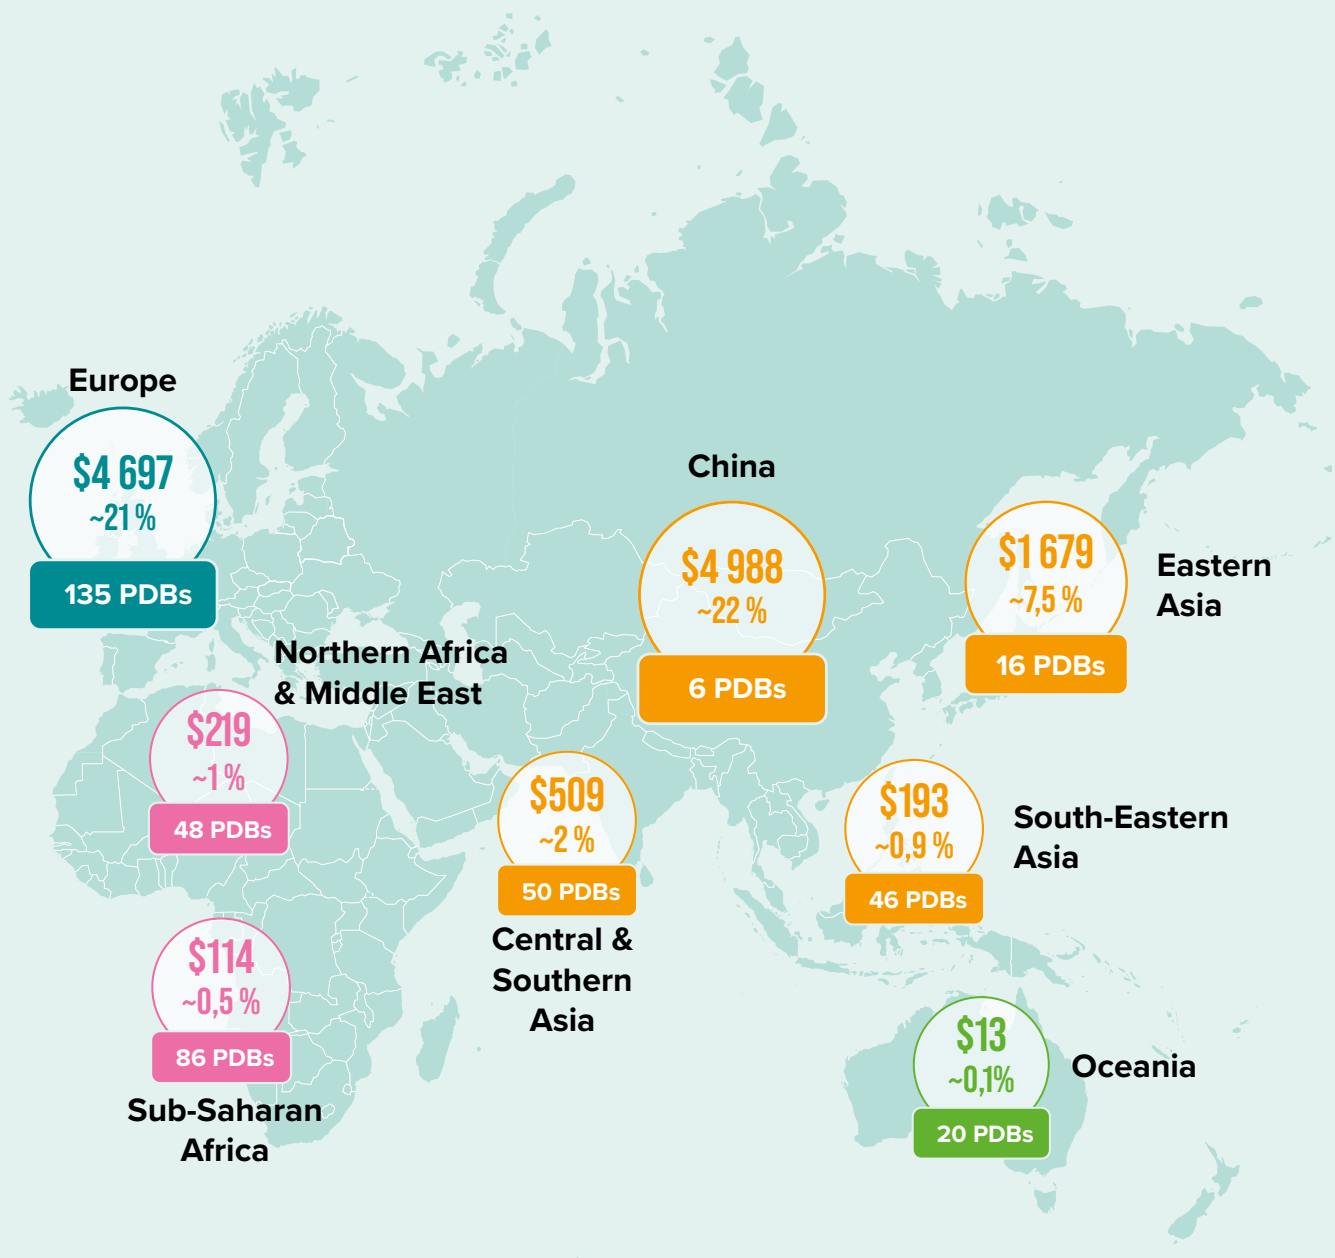 Europe
$4 697
~21 %
135 PDBs
China
$4 988
~22 %
6 PDBs
$1 679
~7,5 %
16 PDBs
Eastern
Asia
Northern Africa
& Middle East
$219
~1 %
48 PDBs
$509
~2 %
50 PDBs
Central &
Southern
Asia
$193
~0,9 %
46 PDBs
South-Eastern
Asia
$114
~0,5 %
86 PDBs
Sub-Saharan
Africa
$13
~0,1%
20 PDBs
Oceania